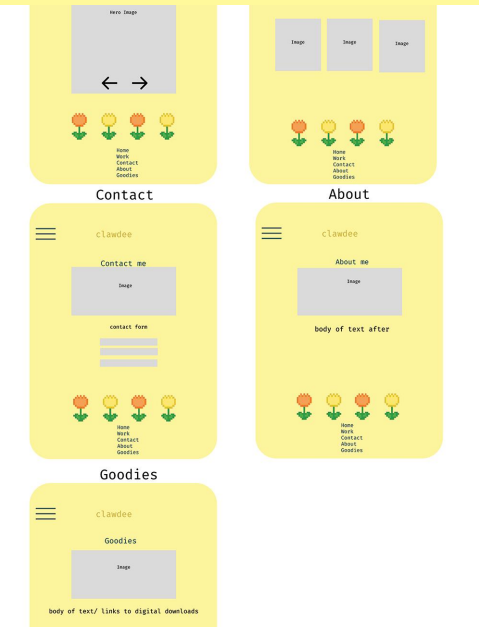 Hero Image
Home
Work
Contact
About
Goodies
Image
Image
Image
Home
Work
Contact
About
Goodies
Contact
clawdee
Contact me
Image
contact form
Home
Work
Contact
About
Goodies
About
clawdee
About me
Image
body of text after
Home
Work
Contact
About
Goodies
Goodies
clawdee
Goodies
Image
body of text/ links to digital downloads